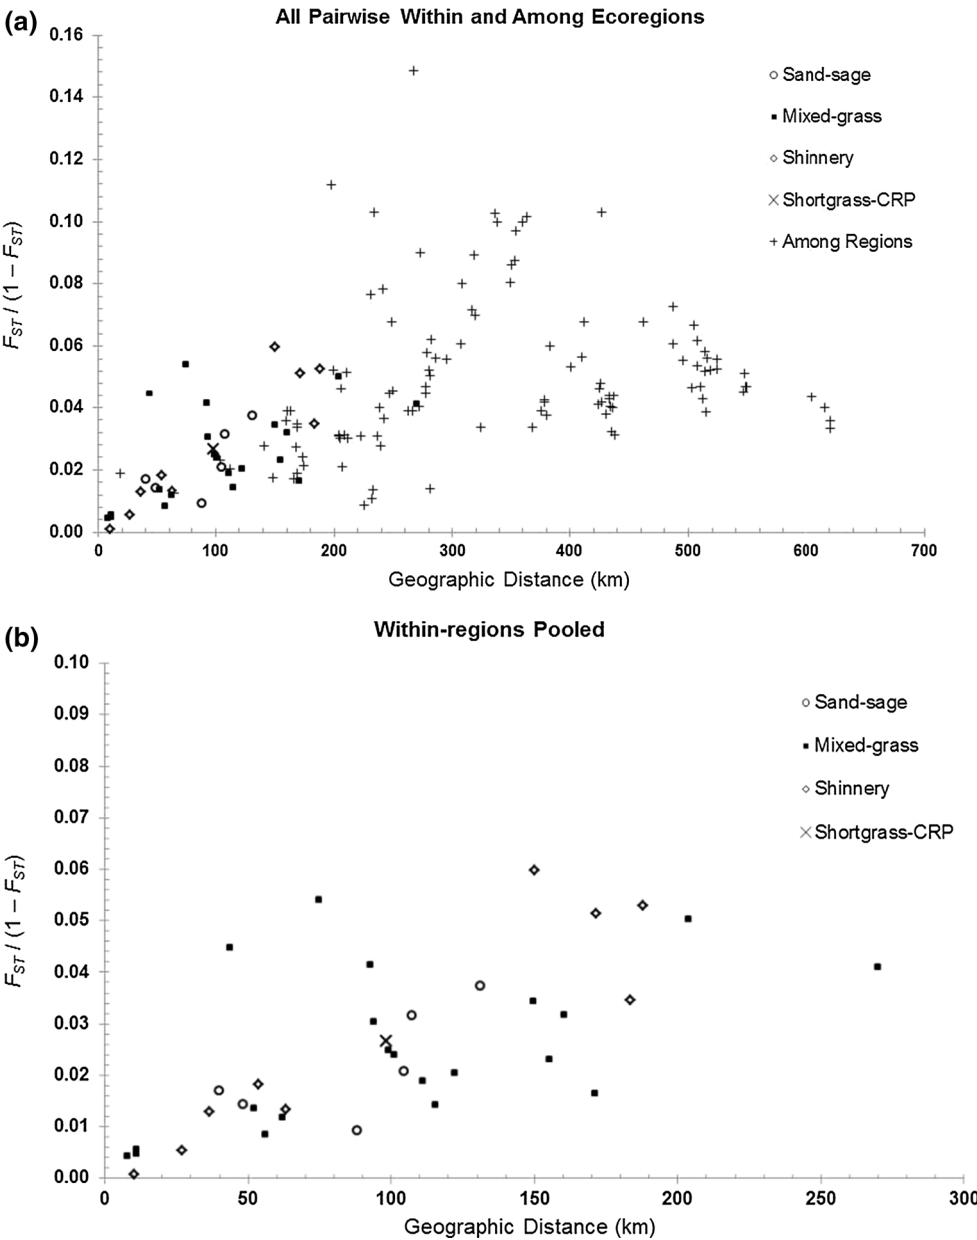 (a)
All Pairwise Within and Among Ecoregions
0.16
0.14
0.12
0.10
0.08
0.06
0.04
0.02
0.00
F_ST / (1 – F_ST)
Sand-sage
Mixed-grass
Shinnery
Shortgrass-CRP
Among Regions
0 100 200 300 400 500 600 700
Geographic Distance (km)
(b)
Within-regions Pooled
0.10
0.09
0.08
0.07
0.06
0.05
0.04
0.03
0.02
0.01
0.00
F_ST / (1 – F_ST)
Sand-sage
Mixed-grass
Shinnery
Shortgrass-CRP
0 50 100 150 200 250 300
Geographic Distance (km)